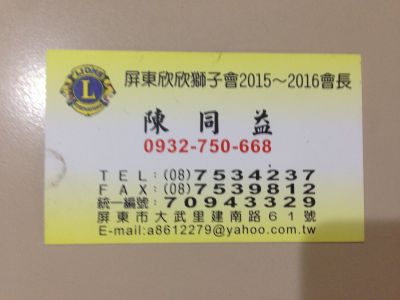 LIONS
L
屏東欣欣獅子會2015～2016會長
陳同益
0932-750-668
TEL:(08)7534237
FAX:(08)7539812
統一編號:70943329
屏東市大武里建南路61號
E-mail:a8612279@yahoo.com.tw